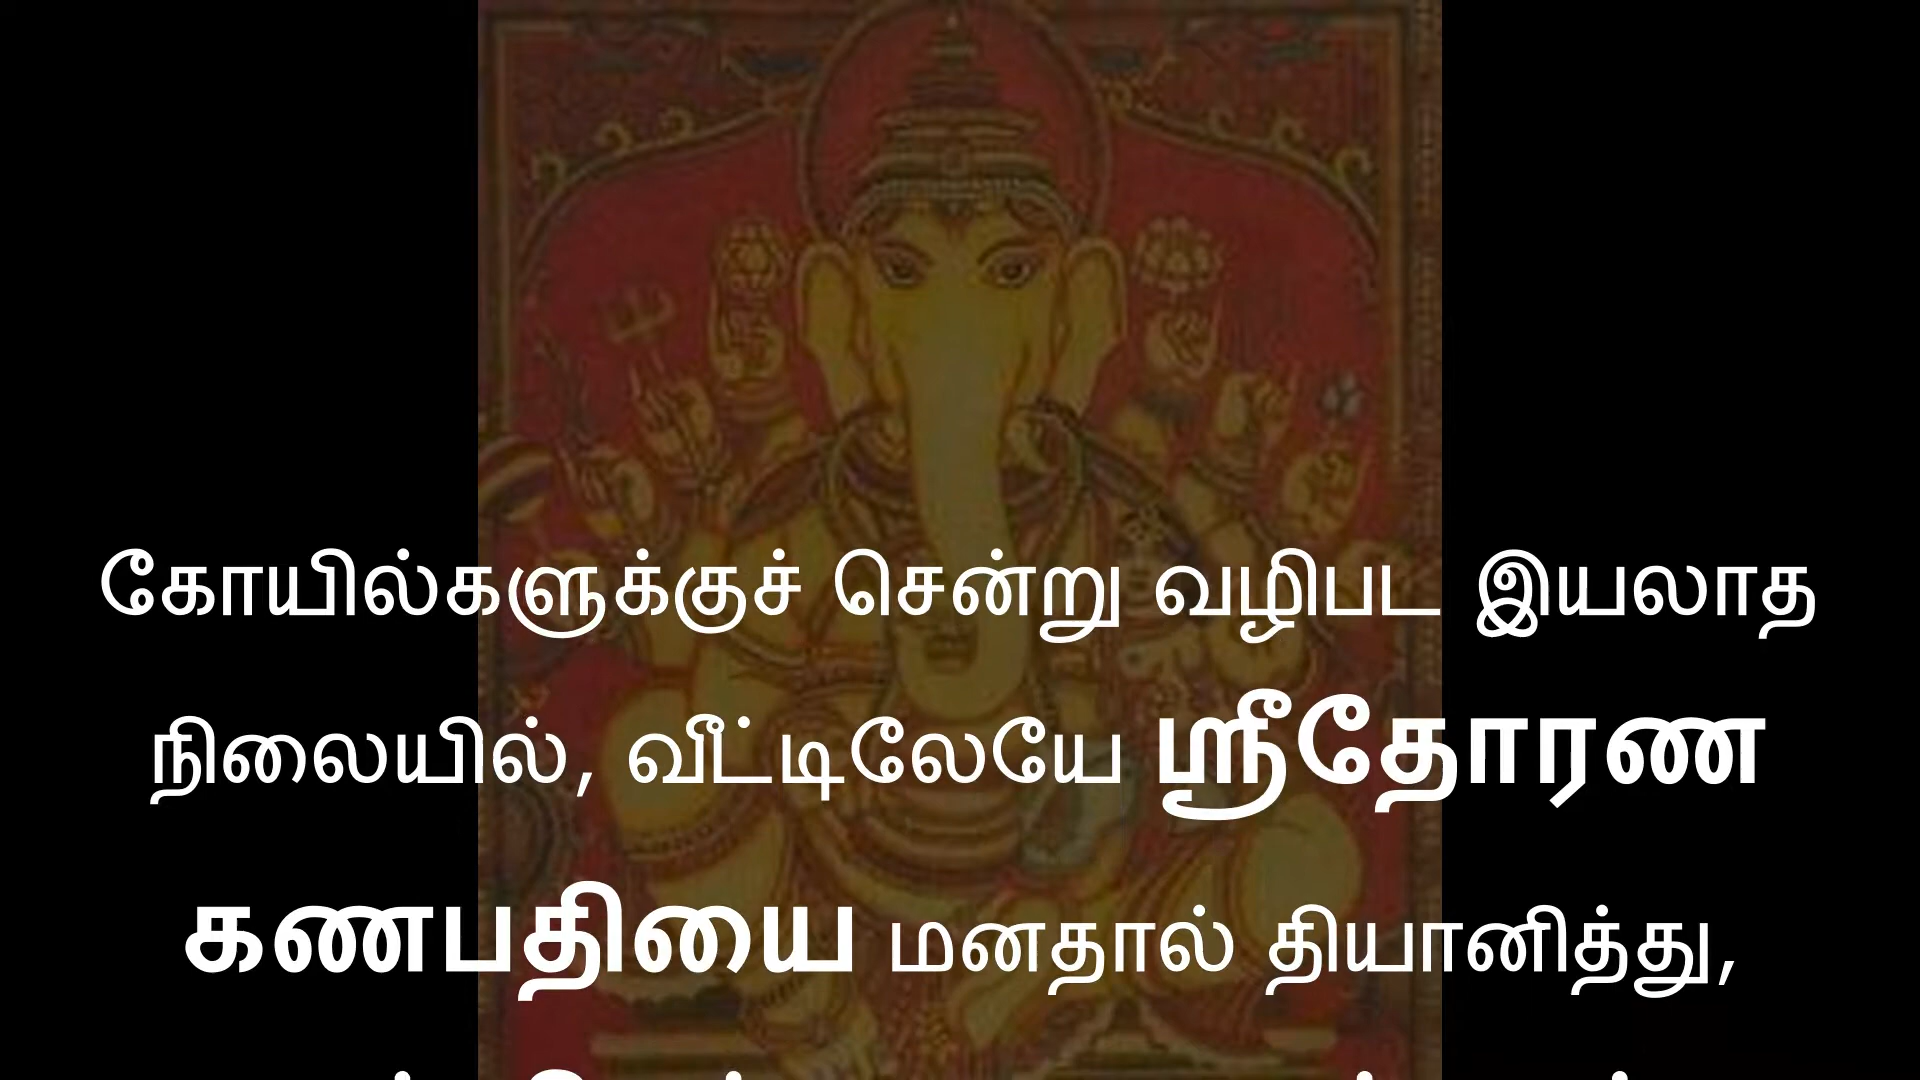 கோயில்களுக்குச் சென்று வழிபட இயலாத
நிலையில், வீட்டிலேயே ஸ்ரீதோரண
கணபதியை மனதால் தியானித்து,